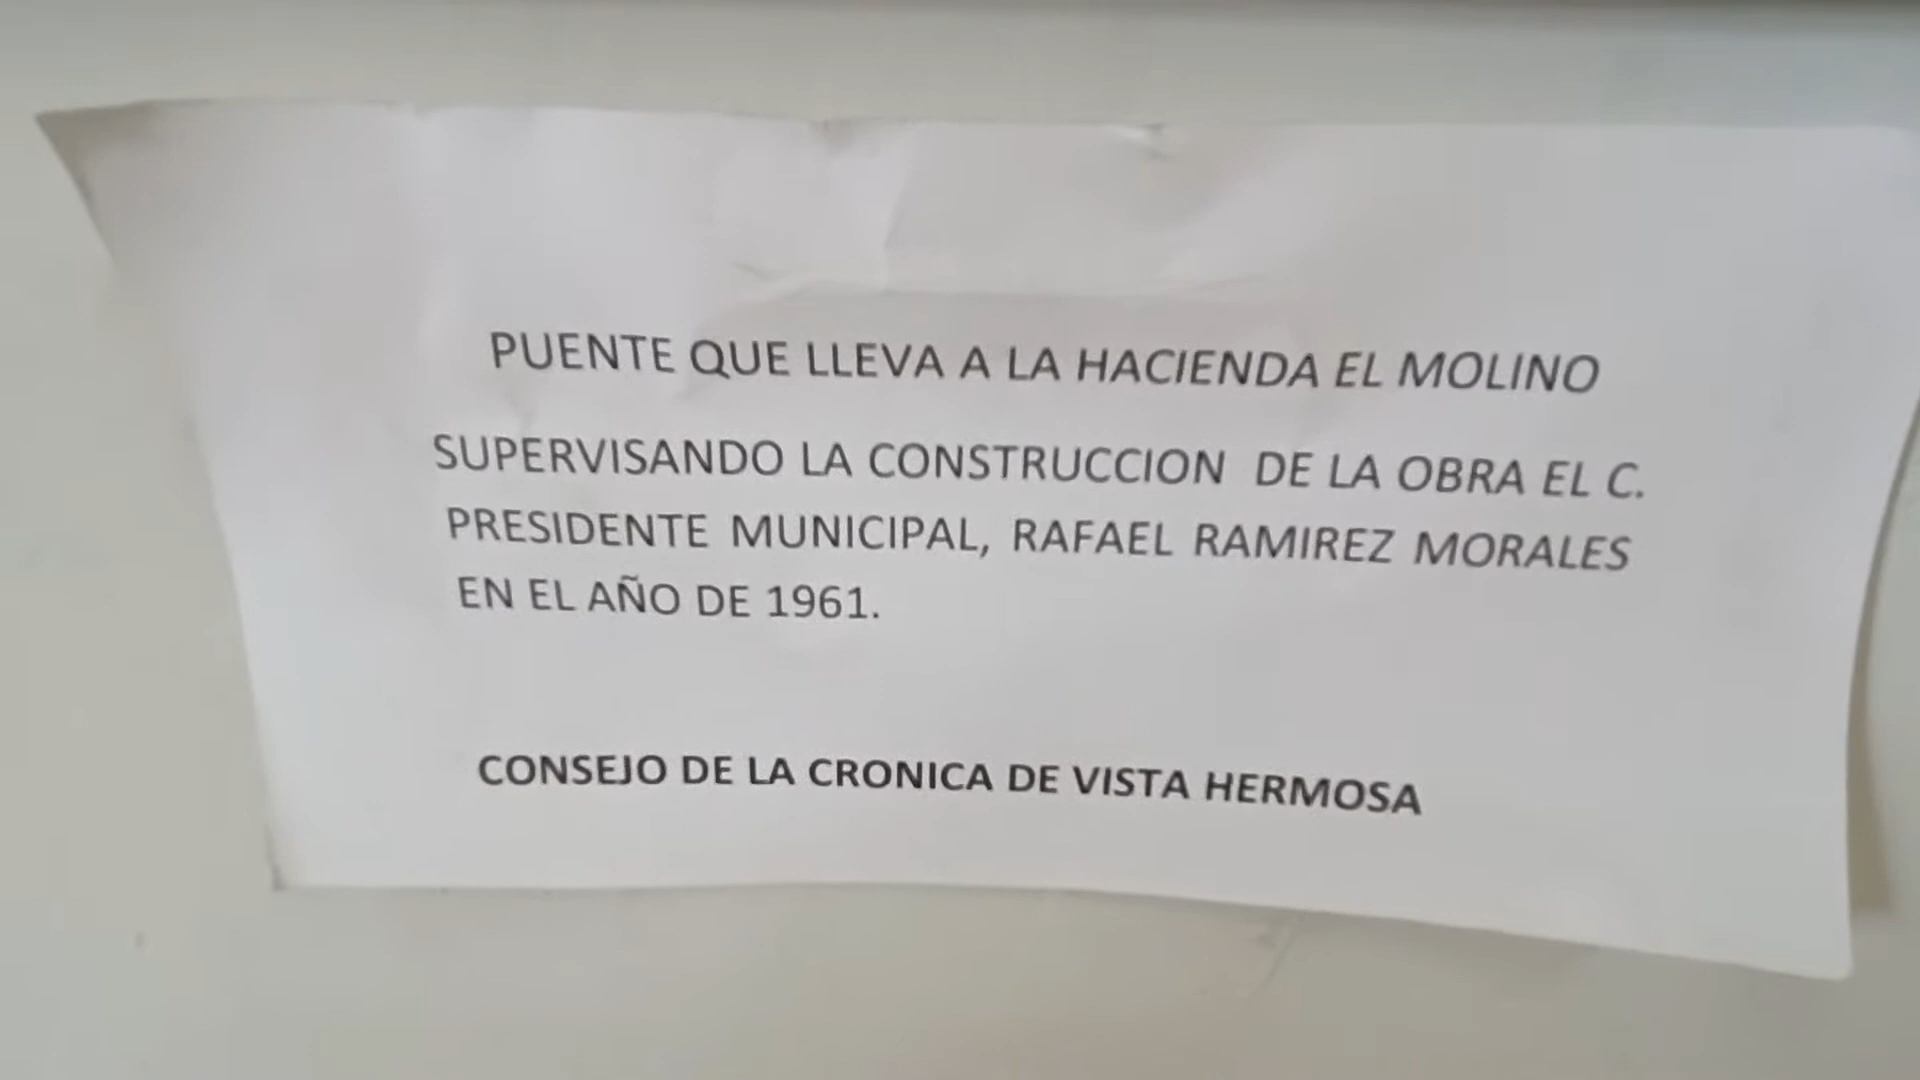 PUENTE QUE LLEVA A LA HACIENDA EL MOLINO
SUPERVISANDO LA CONSTRUCCION DE LA OBRA EL C.
PRESIDENTE MUNICIPAL, RAFAEL RAMIREZ MORALES
EN EL AÑO DE 1961.
CONSEJO DE LA CRONICA DE VISTA HERMOSA